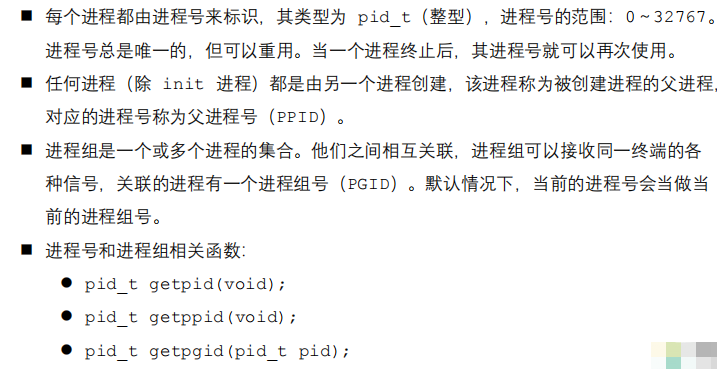 每个进程都由进程号来标识，其类型为 pid_t（整型），进程号的范围：0～32767。
进程号总是唯一的，但可以重用。当一个进程终止后，其进程号就可以再次使用。
任何进程（除 init 进程）都是由另一个进程创建，该进程称为被创建进程的父进程，
对应的进程号称为父进程号（PPID）。
进程组是一个或多个进程的集合。他们之间相互关联，进程组可以接收同一终端的各
种信号，关联的进程有一个进程组号（PGID）。默认情况下，当前的进程号会当做当
前的进程组号。
进程号和进程组相关函数：
pid_t getpid(void);
pid_t getppid(void);
pid_t getpgid(pid_t pid);